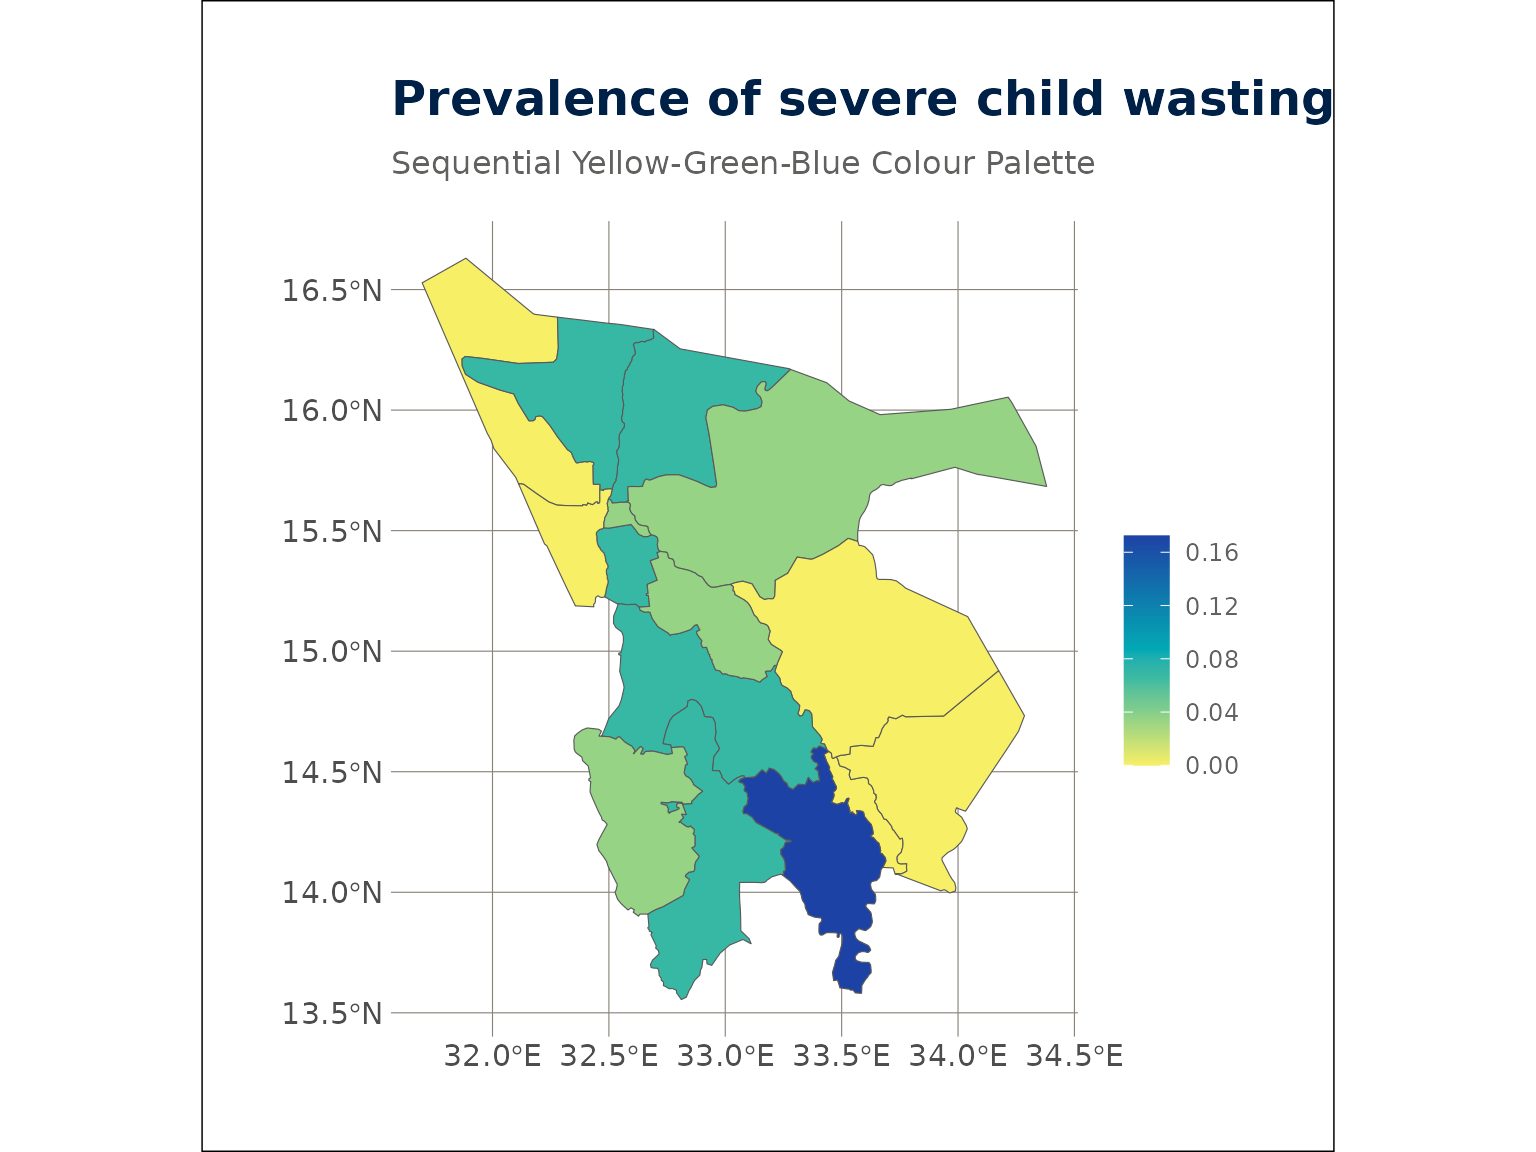 Prevalence of severe child wasting
Sequential Yellow-Green-Blue Colour Palette
16.5°N
16.0°N
15.5°N
15.0°N
14.5°N
14.0°N
13.5°N
32.0°E 32.5°E 33.0°E 33.5°E 34.0°E 34.5°E
0.16
0.12
0.08
0.04
0.00